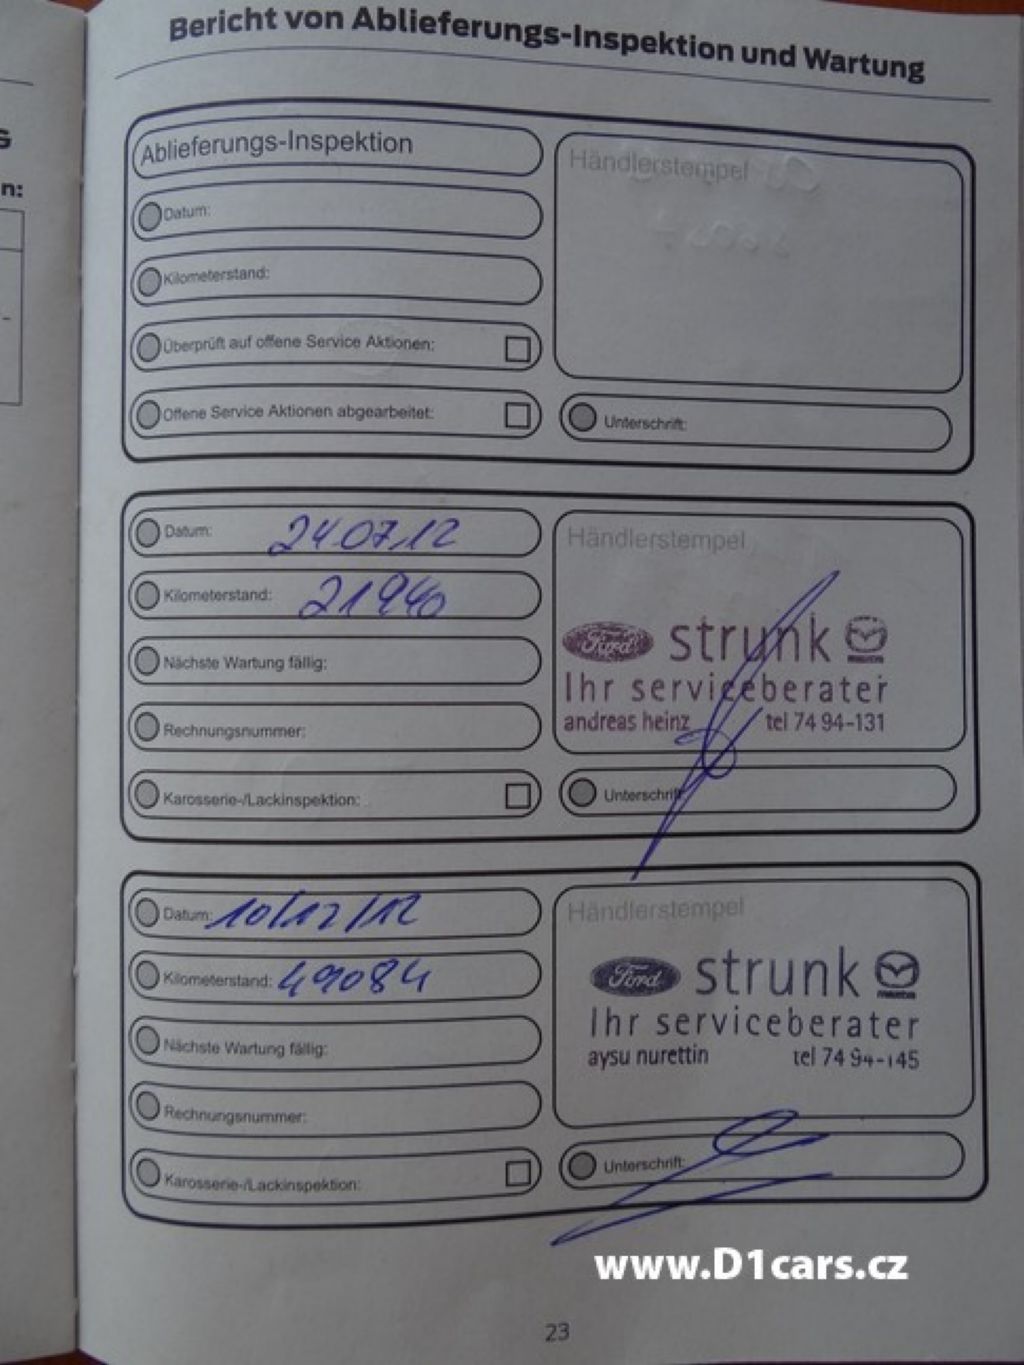 G
n:
Bericht von Ablieferungs-Inspektion und Wartung
Ablieferungs-Inspektion
Datum:
Kilometerstand:
Überprüft auf offene Service Aktionen:
Offene Service Aktionen abgearbeitet:
Händlerstempel
Unterschrift:
Datum: 24.07.12
Kilometerstand: 21940
Nächste Wartung fällig:
Rechnungsnummer:
Karosserie-/Lackinspektion:
Händlerstempel
Ford strunk mazda
Ihr serviceberater
andreas heinz tel 74 94-131
Unterschrift:
Datum: 10/12/12
Kilometerstand: 49084
Nächste Wartung fällig:
Rechnungsnummer:
Karosserie-/Lackinspektion:
Händlerstempel
Ford strunk mazda
Ihr serviceberater
aysu nurettin tel 74 94-145
Unterschrift:
www.D1cars.cz
23